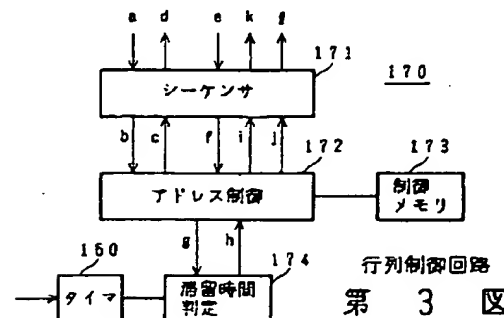 a d e k ℓ
171
170
シーケンサ
b c f i j
172
173
アドレス制御
制御
メモリ
g h
160
174
タイマ
滞留時間
判定
行列制御回路
第 3 図